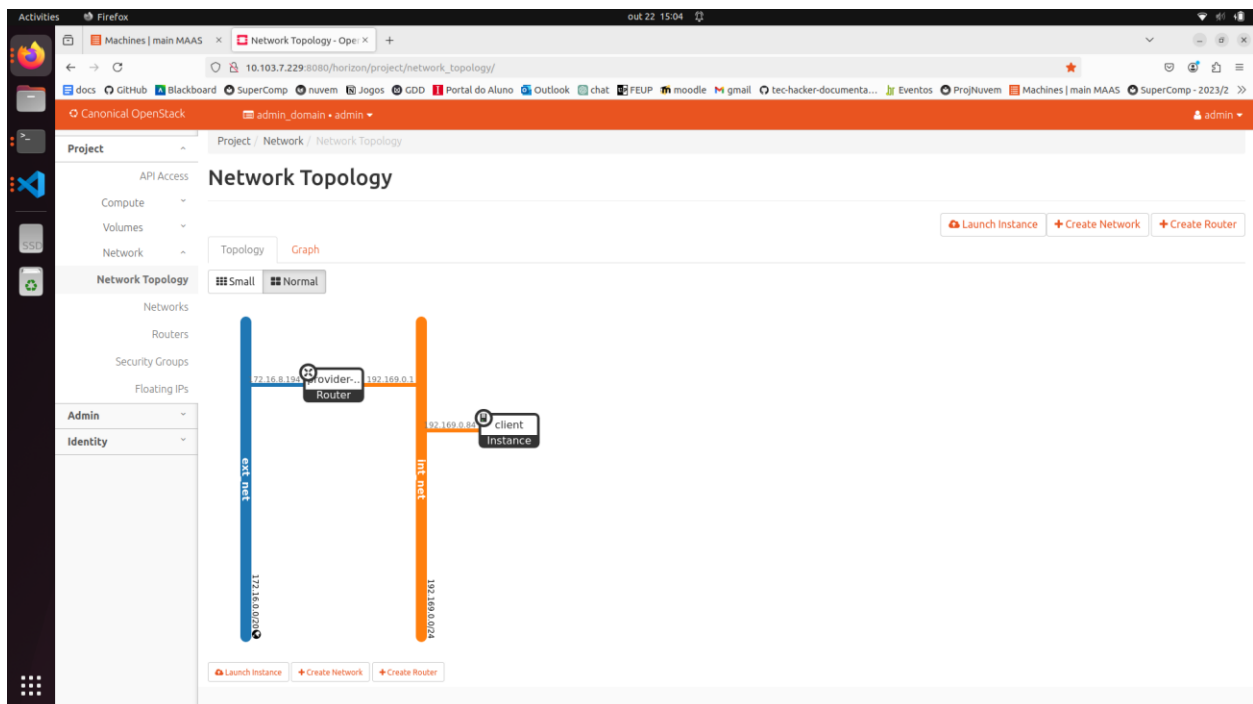 Activities Firefox out 22 15:04
Machines | main MAAS × Network Topology - Ope × +
10.103.7.229:8080/horizon/project/network_topology/
docs GitHub Blackboard SuperComp nuvem Jogos GDD Portal do Aluno Outlook chat FEUP moodle gmail tec-hacker-documenta... Eventos ProjNuvem Machines | main MAAS SuperComp - 2023/2
Canonical OpenStack admin_domain • admin admin
Project
Project / Network / Network Topology
API Access
Network Topology
Compute
Volumes
Launch Instance + Create Network + Create Router
Network
Topology Graph
Network Topology
Small Normal
Networks
Routers
Security Groups
Floating IPs
Admin
Identity
72.16.8.194 provider-... 192.169.0.1
Router
92.169.0.84 client
Instance
ext_net
int_net
172.16.0.0/20
192.169.0.0/24
Launch Instance + Create Network + Create Router
SSD